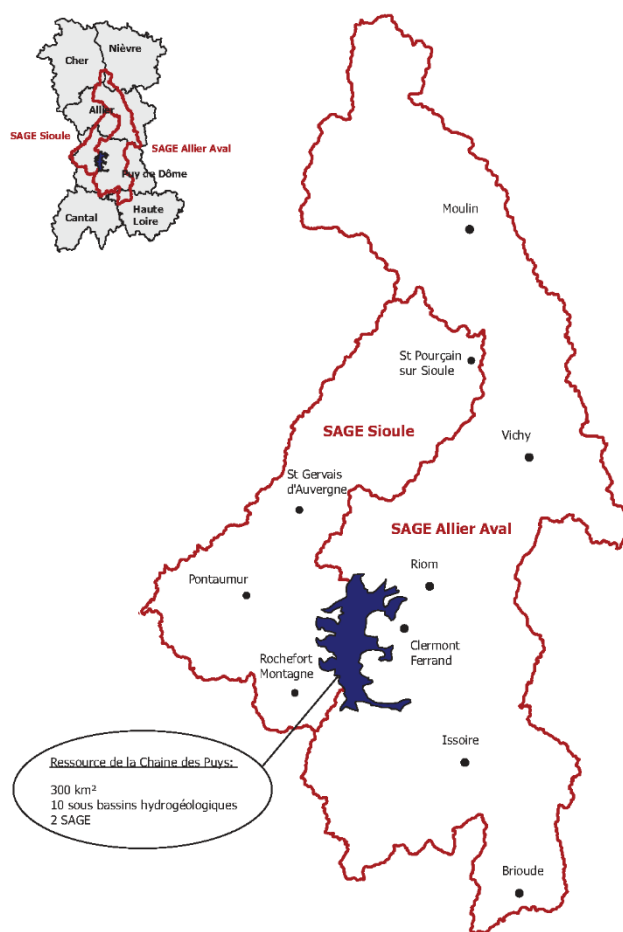 Cher
Nièvre
Allier
SAGE Sioule
SAGE Allier Aval
Puy de Dôme
Cantal
Haute
Loire
Moulin
St Pourçain
sur Sioule
SAGE Sioule
Vichy
St Gervais
d'Auvergne
SAGE Allier Aval
Riom
Pontaumur
Clermont
Ferrand
Rochefort
Montagne
Issoire
Ressource de la Chaine des Puys:
300 km²
10 sous bassins hydrogéologiques
2 SAGE
Brioude